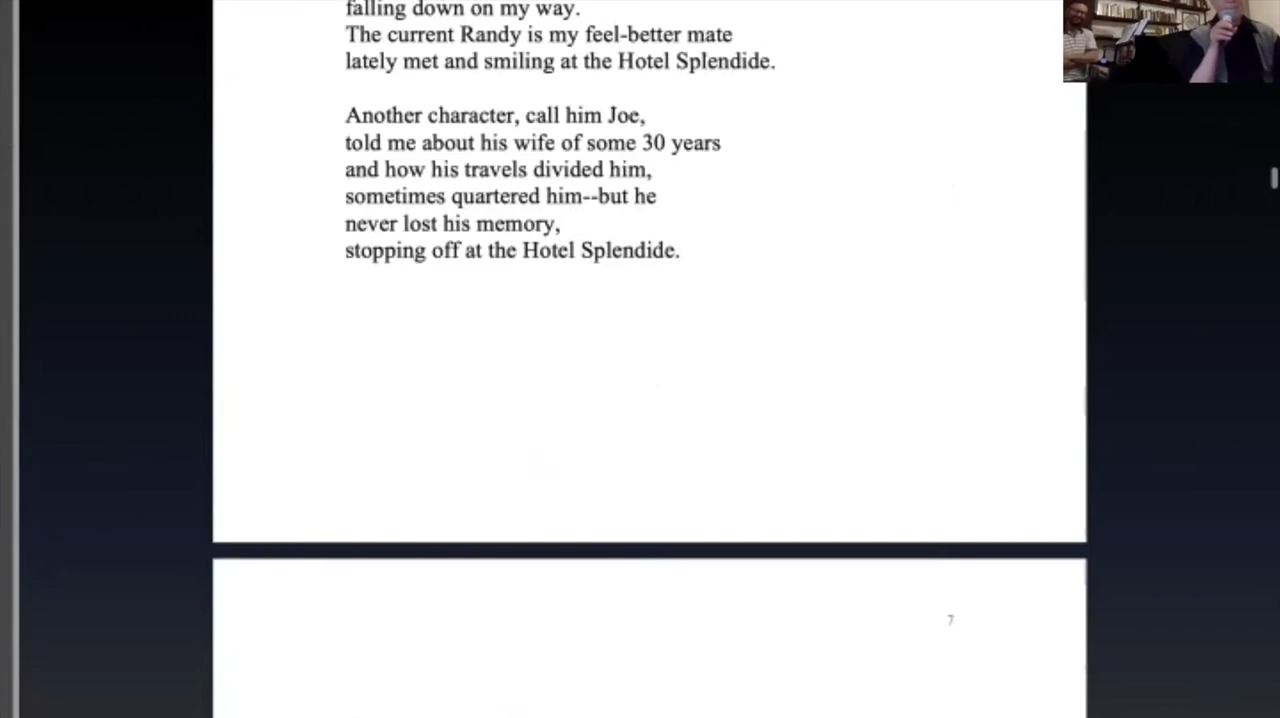 falling down on my way.
The current Randy is my feel-better mate
lately met and smiling at the Hotel Splendide.
Another character, call him Joe,
told me about his wife of some 30 years
and how his travels divided him,
sometimes quartered him--but he
never lost his memory,
stopping off at the Hotel Splendide.
7